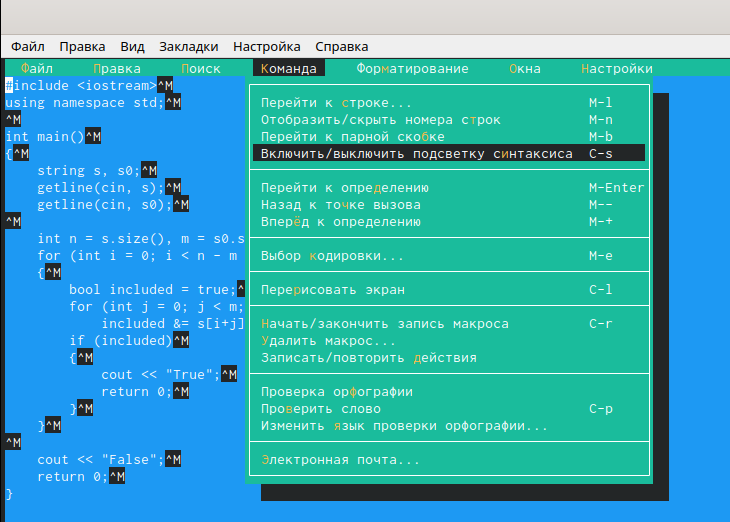 Файл Правка Вид Закладки Настройка Справка
Файл Правка Поиск Команда Форматирование Окна Настройки
#include <iostream>^M
using namespace std;^M
^M
int main()^M
{^M
string s, s0;^M
getline(cin, s);^M
getline(cin, s0);^M
^M
int n = s.size(), m = s0.s
for (int i = 0; i < n - m
{^M
bool included = true;^
for (int j = 0; j < m;
included &= s[i+j]
if (included)^M
{^M
cout << "True";^M
return 0;^M
}^M
}^M
^M
cout << "False";^M
return 0;^M
}
Перейти к строке... M-l
Отобразить/скрыть номера строк M-n
Перейти к парной скобке M-b
Включить/выключить подсветку синтаксиса C-s
Перейти к определению M-Enter
Назад к точке вызова M--
Вперёд к определению M-+
Выбор кодировки... M-e
Перерисовать экран C-l
Начать/закончить запись макроса C-r
Удалить макрос...
Записать/повторить действия
Проверка орфографии
Проверить слово C-p
Изменить язык проверки орфографии...
Электронная почта...